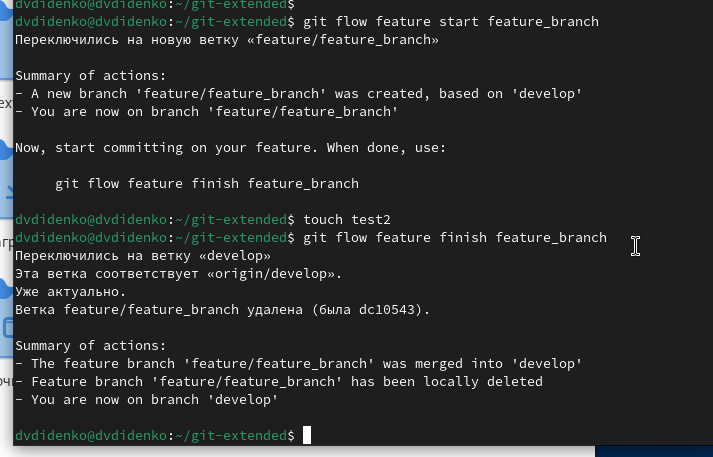 dvdidenko@dvdidenko:~/git-extended$
dvdidenko@dvdidenko:~/git-extended$ git flow feature start feature_branch
Переключились на новую ветку «feature/feature_branch»
Summary of actions:
- A new branch 'feature/feature_branch' was created, based on 'develop'
- You are now on branch 'feature/feature_branch'
Now, start committing on your feature. When done, use:
git flow feature finish feature_branch
dvdidenko@dvdidenko:~/git-extended$ touch test2
dvdidenko@dvdidenko:~/git-extended$ git flow feature finish feature_branch
Переключились на ветку «develop»
Эта ветка соответствует «origin/develop».
Уже актуально.
Ветка feature/feature_branch удалена (была dc10543).
Summary of actions:
- The feature branch 'feature/feature_branch' was merged into 'develop'
- Feature branch 'feature/feature_branch' has been locally deleted
- You are now on branch 'develop'
dvdidenko@dvdidenko:~/git-extended$